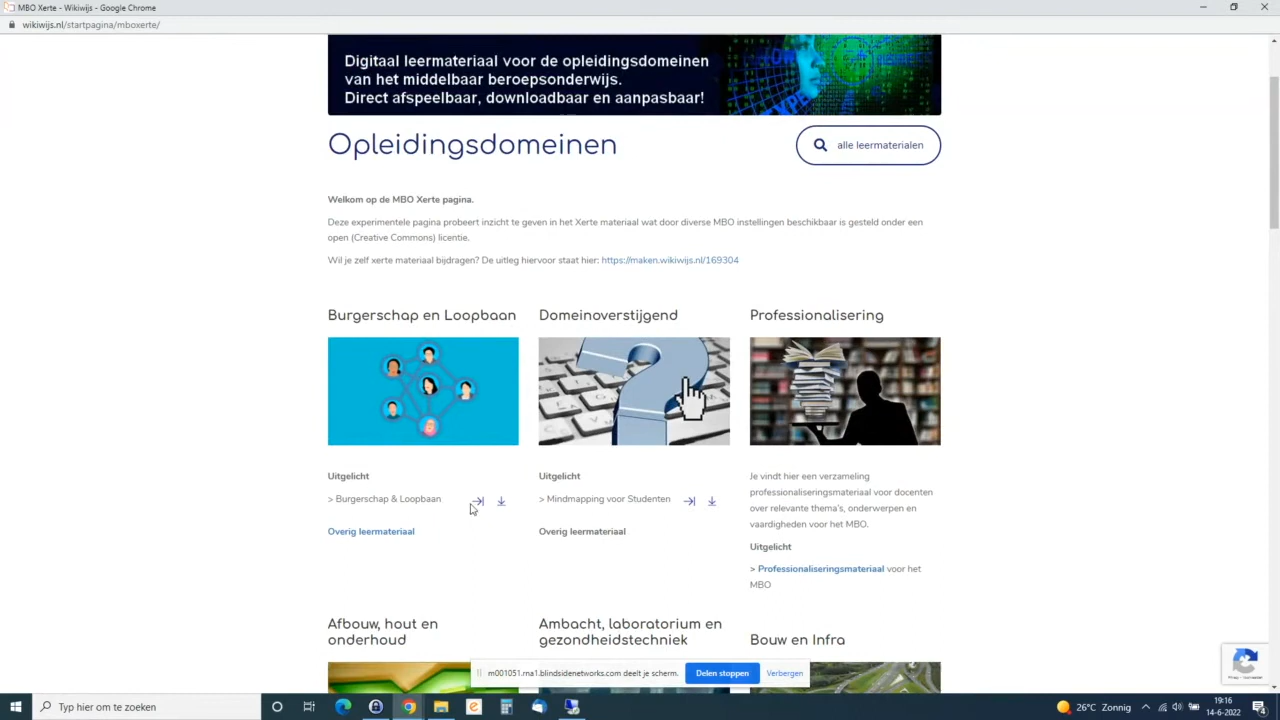 MBO Xerte - Wikiwijs - Google Chrome
wikiwijs.nl/startpagina/mboxerte/
Digitaal leermateriaal voor de opleidingsdomeinen
van het middelbaar beroepsonderwijs.
Direct afspeelbaar, downloadbaar en aanpasbaar!
Opleidingsdomeinen
alle leermaterialen
Welkom op de MBO Xerte pagina.
Deze experimentele pagina probeert inzicht te geven in het Xerte materiaal wat door diverse MBO instellingen beschikbaar is gesteld onder een
open (Creative Commons) licentie.
Wil je zelf xerte materiaal bijdragen? De uitleg hiervoor staat hier: https://maken.wikiwijs.nl/169304
Burgerschap en Loopbaan
Uitgelicht
> Burgerschap & Loopbaan
Overig leermateriaal
Domeinoverstijgend
Uitgelicht
> Mindmapping voor Studenten
Overig leermateriaal
Professionalisering
Je vindt hier een verzameling
professionaliseringsmateriaal voor docenten
over relevante thema's, onderwerpen en
vaardigheden voor het MBO.
Uitgelicht
> Professionaliseringsmateriaal voor het
MBO
Afbouw, hout en
onderhoud
Ambacht, laboratorium en
gezondheidstechniek
Bouw en Infra
m001051.rna1.blindsidenetworks.com deelt je scherm.
Delen stoppen
Verbergen
Typ hier om te zoeken
26°C Zonnig
19:16
14-6-2022